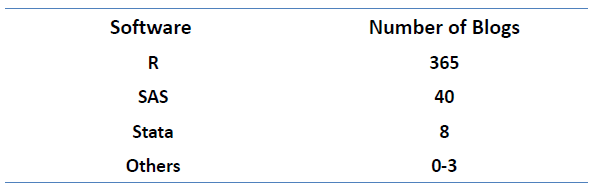 Software Number of Blogs
R 365
SAS 40
Stata 8
Others 0-3